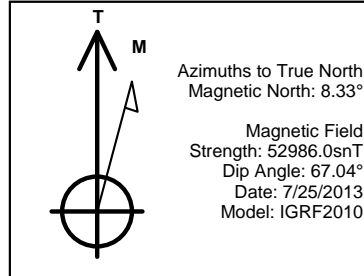 T
M
Azimuths to True North
Magnetic North: 8.33°
Magnetic Field
Strength: 52986.0snT
Dip Angle: 67.04°
Date: 7/25/2013
Model: IGRF2010